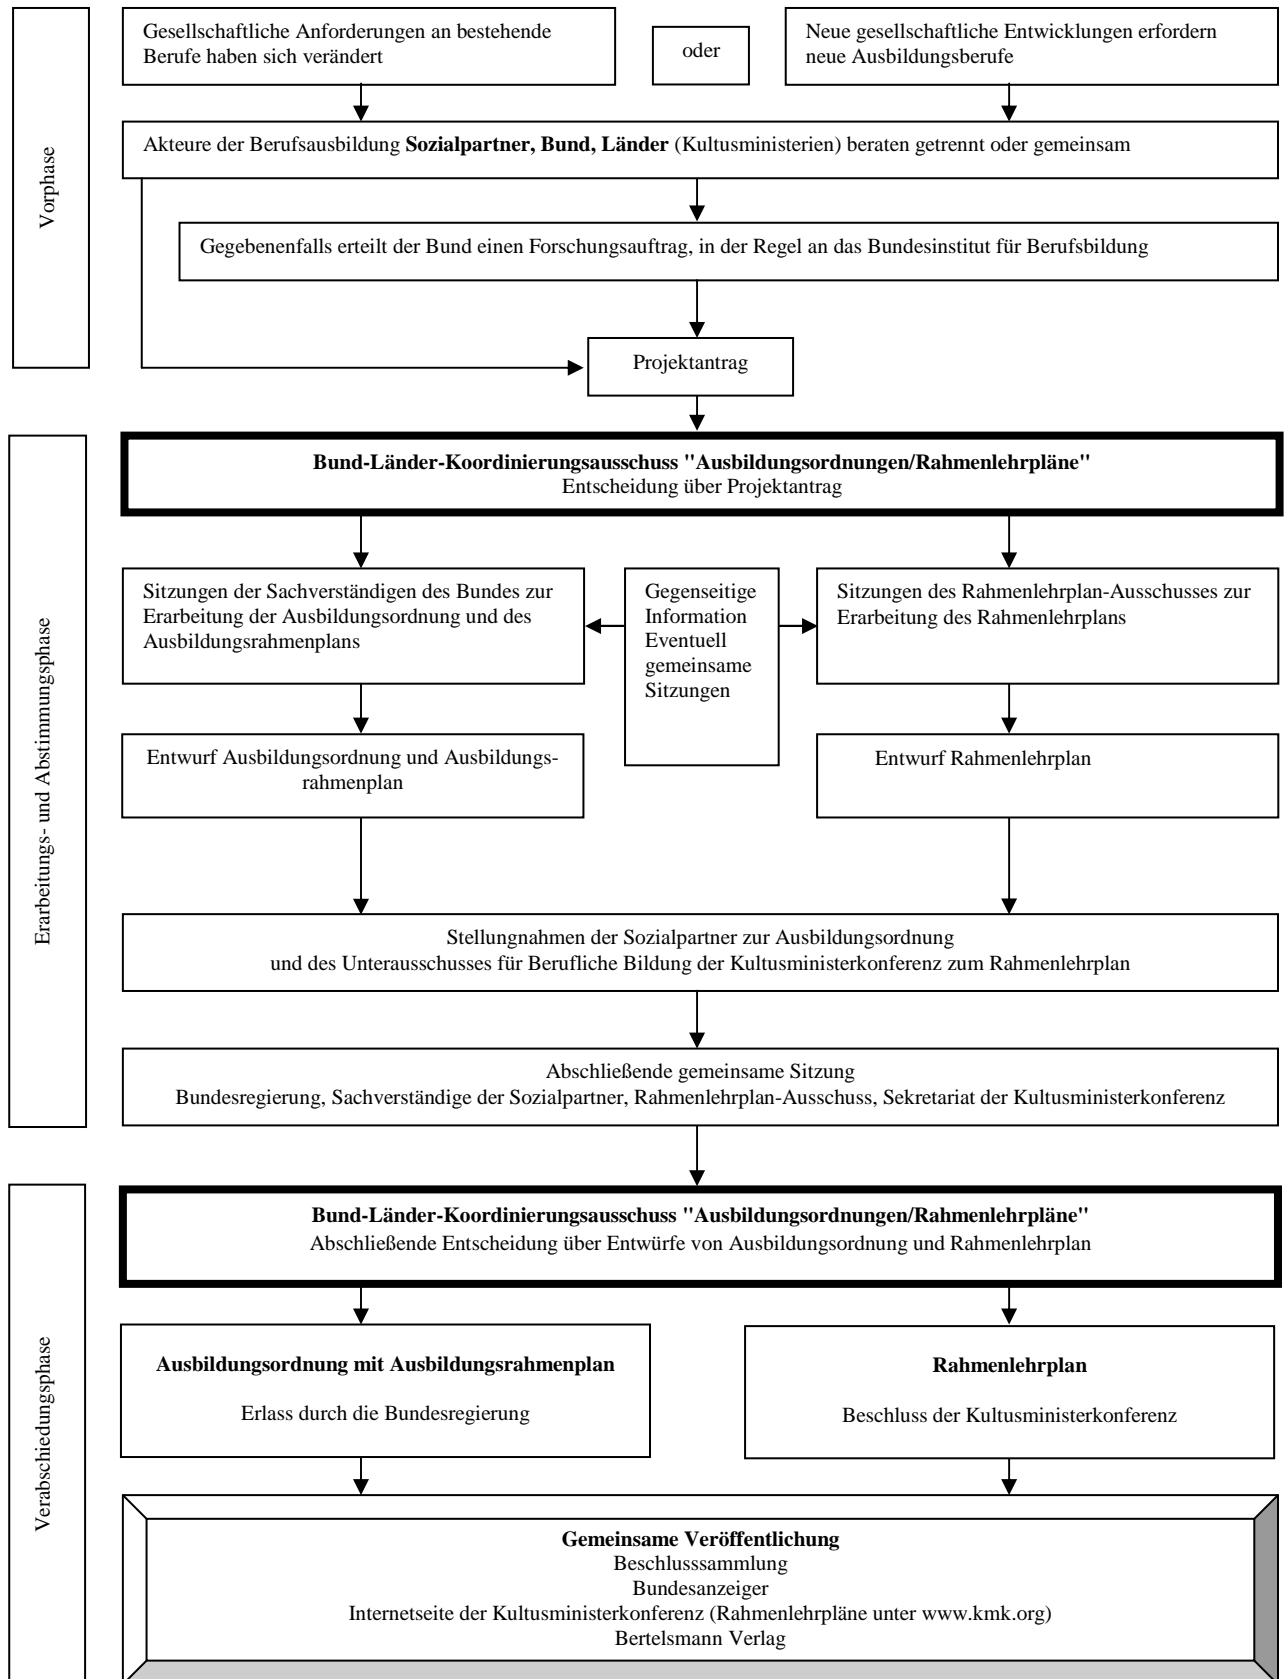 Vorphase
Gesellschaftliche Anforderungen an bestehende
Berufe haben sich verändert
oder
Neue gesellschaftliche Entwicklungen erfordern
neue Ausbildungsberufe
Akteure der Berufsausbildung Sozialpartner, Bund, Länder (Kultusministerien) beraten getrennt oder gemeinsam
Gegebenenfalls erteilt der Bund einen Forschungsauftrag, in der Regel an das Bundesinstitut für Berufsbildung
Projektantrag
Erarbeitungs- und Abstimmungsphase
Bund-Länder-Koordinierungsausschuss "Ausbildungsordnungen/Rahmenlehrpläne"
Entscheidung über Projektantrag
Sitzungen der Sachverständigen des Bundes zur
Erarbeitung der Ausbildungsordnung und des
Ausbildungsrahmenplans
Gegenseitige
Information
Eventuell
gemeinsame
Sitzungen
Sitzungen des Rahmenlehrplan-Ausschusses zur
Erarbeitung des Rahmenlehrplans
Entwurf Ausbildungsordnung und Ausbildungs-
rahmenplan
Entwurf Rahmenlehrplan
Stellungnahmen der Sozialpartner zur Ausbildungsordnung
und des Unterausschusses für Berufliche Bildung der Kultusministerkonferenz zum Rahmenlehrplan
Abschließende gemeinsame Sitzung
Bundesregierung, Sachverständige der Sozialpartner, Rahmenlehrplan-Ausschuss, Sekretariat der Kultusministerkonferenz
Verabschiedungsphase
Bund-Länder-Koordinierungsausschuss "Ausbildungsordnungen/Rahmenlehrpläne"
Abschließende Entscheidung über Entwürfe von Ausbildungsordnung und Rahmenlehrplan
Ausbildungsordnung mit Ausbildungsrahmenplan
Erlass durch die Bundesregierung
Rahmenlehrplan
Beschluss der Kultusministerkonferenz
Gemeinsame Veröffentlichung
Beschlusssammlung
Bundesanzeiger
Internetseite der Kultusministerkonferenz (Rahmenlehrpläne unter www.kmk.org)
Bertelsmann Verlag